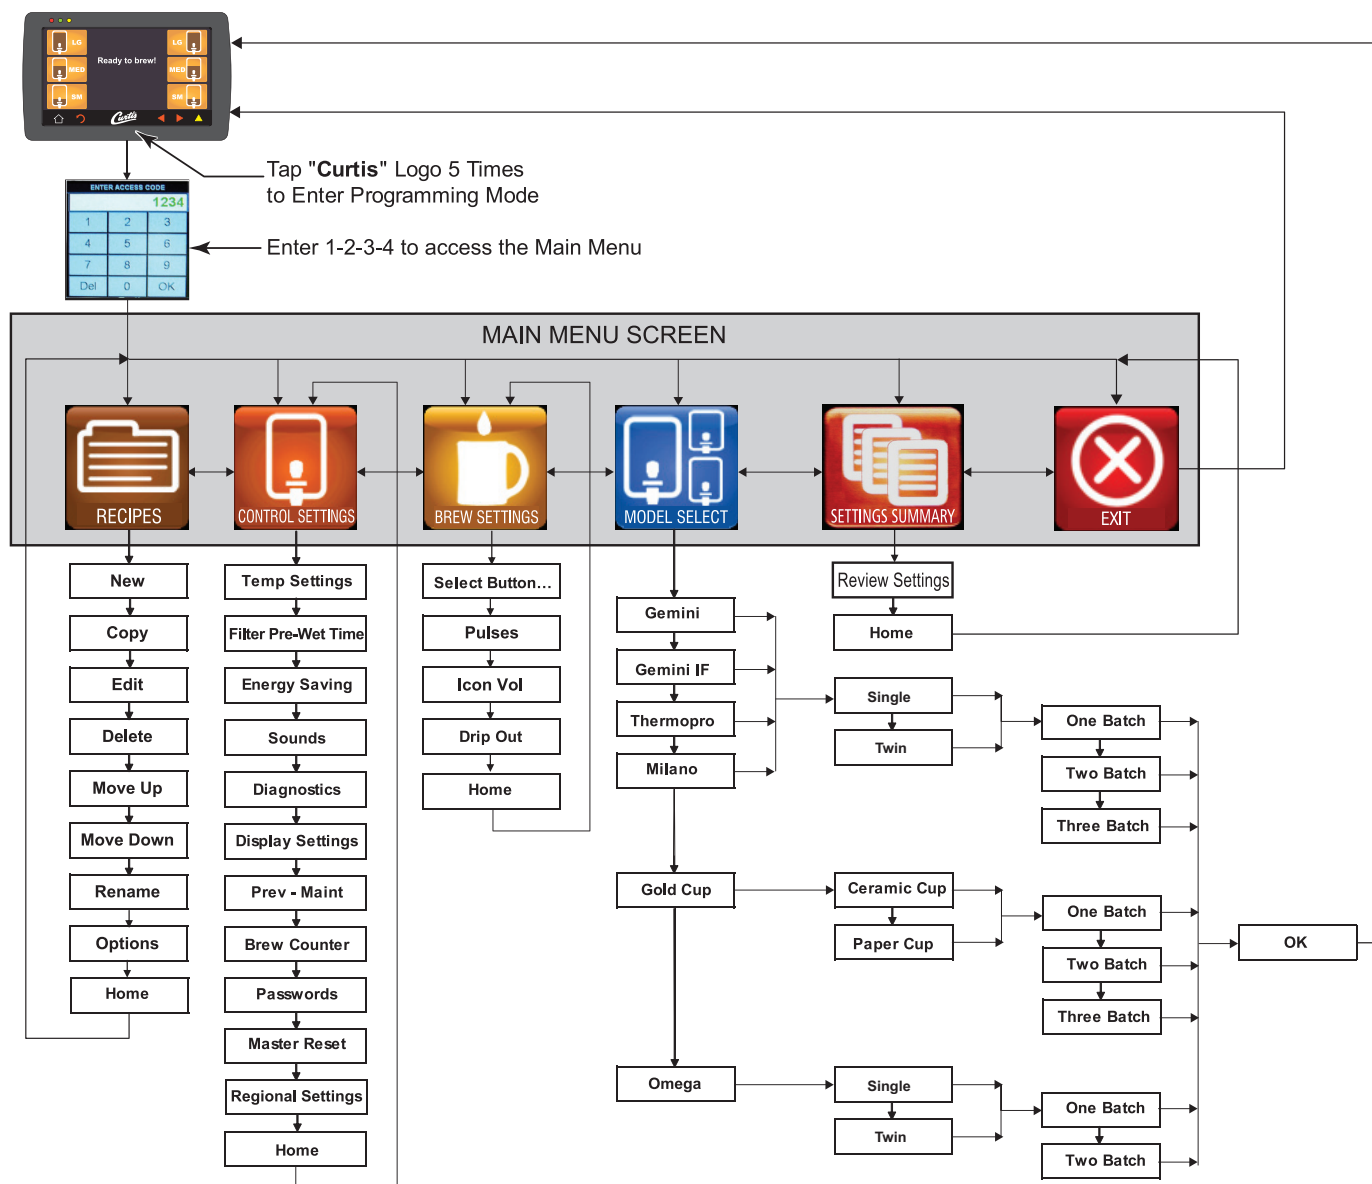 LG
LG
Ready to brew!
MED
MED
SM
SM
Curtis
Tap "Curtis" Logo 5 Times
to Enter Programming Mode
ENTER ACCESS CODE
1234
1 2 3
4 5 6
7 8 9
Del 0 OK
Enter 1-2-3-4 to access the Main Menu
MAIN MENU SCREEN
RECIPES
CONTROL SETTINGS
BREW SETTINGS
MODEL SELECT
SETTINGS SUMMARY
EXIT
New
Copy
Edit
Delete
Move Up
Move Down
Rename
Options
Home
Temp Settings
Filter Pre-Wet Time
Energy Saving
Sounds
Diagnostics
Display Settings
Prev - Maint
Brew Counter
Passwords
Master Reset
Regional Settings
Home
Select Button...
Pulses
Icon Vol
Drip Out
Home
Gemini
Gemini IF
Thermopro
Milano
Gold Cup
Omega
Review Settings
Home
Single
Twin
One Batch
Two Batch
Three Batch
Ceramic Cup
Paper Cup
One Batch
Two Batch
Three Batch
Single
Twin
One Batch
Two Batch
OK